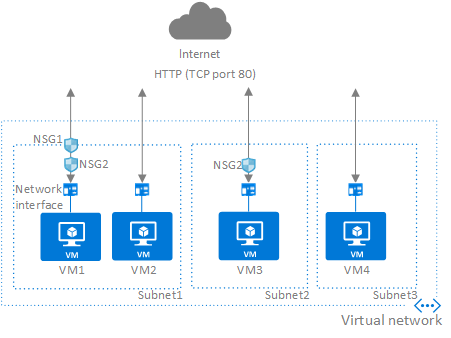 Internet
HTTP (TCP port 80)
NSG1
NSG2
NSG2
Network
interface
VM
VM
VM
VM
VM1
VM2
VM3
VM4
Subnet1
Subnet2
Subnet3
Virtual network